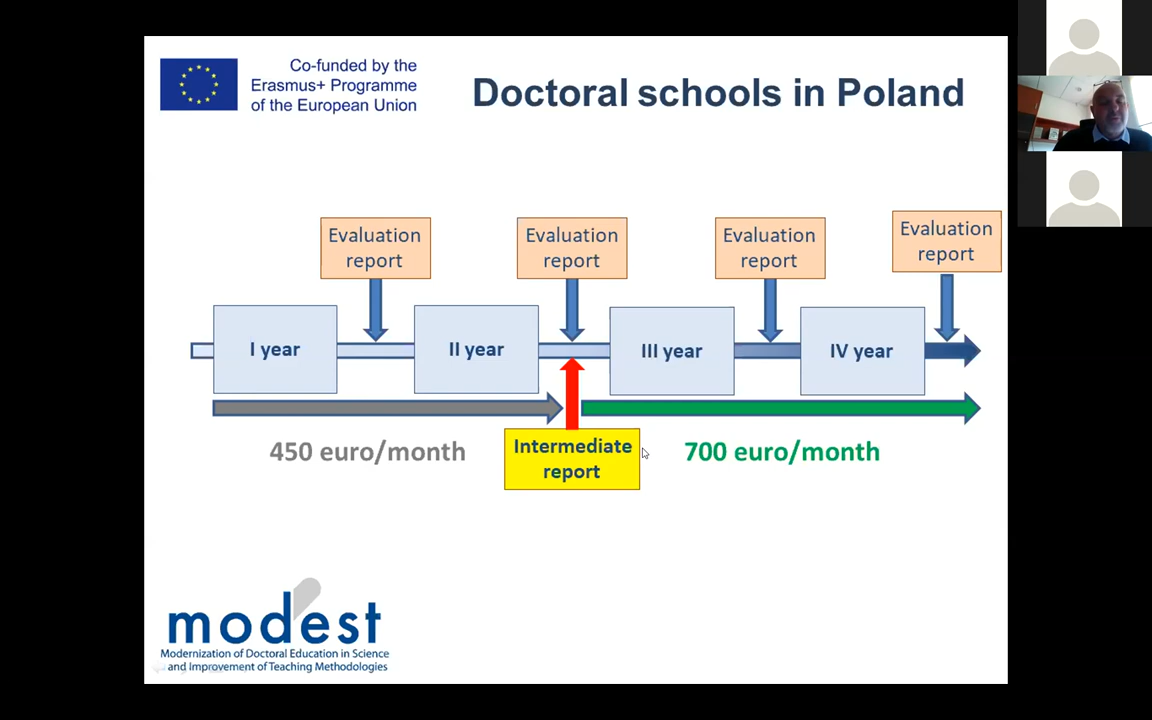 Co-funded by the
Erasmus+ Programme
of the European Union
Doctoral schools in Poland
Evaluation
report
Evaluation
report
Evaluation
report
Evaluation
report
I year
II year
III year
IV year
450 euro/month
Intermediate
report
700 euro/month
modest
Modernization of Doctoral Education in Science
and Improvement of Teaching Methodologies